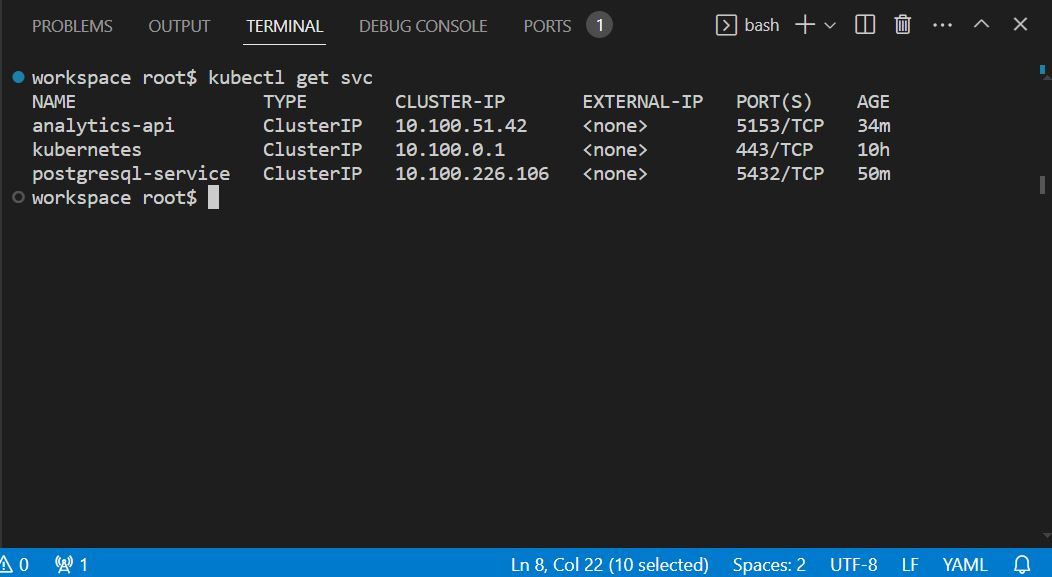 PROBLEMS OUTPUT TERMINAL DEBUG CONSOLE PORTS 1 bash
workspace root$ kubectl get svc
NAME TYPE CLUSTER-IP EXTERNAL-IP PORT(S) AGE
analytics-api ClusterIP 10.100.51.42 <none> 5153/TCP 34m
kubernetes ClusterIP 10.100.0.1 <none> 443/TCP 10h
postgresql-service ClusterIP 10.100.226.106 <none> 5432/TCP 50m
workspace root$
0 1 Ln 8, Col 22 (10 selected) Spaces: 2 UTF-8 LF YAML